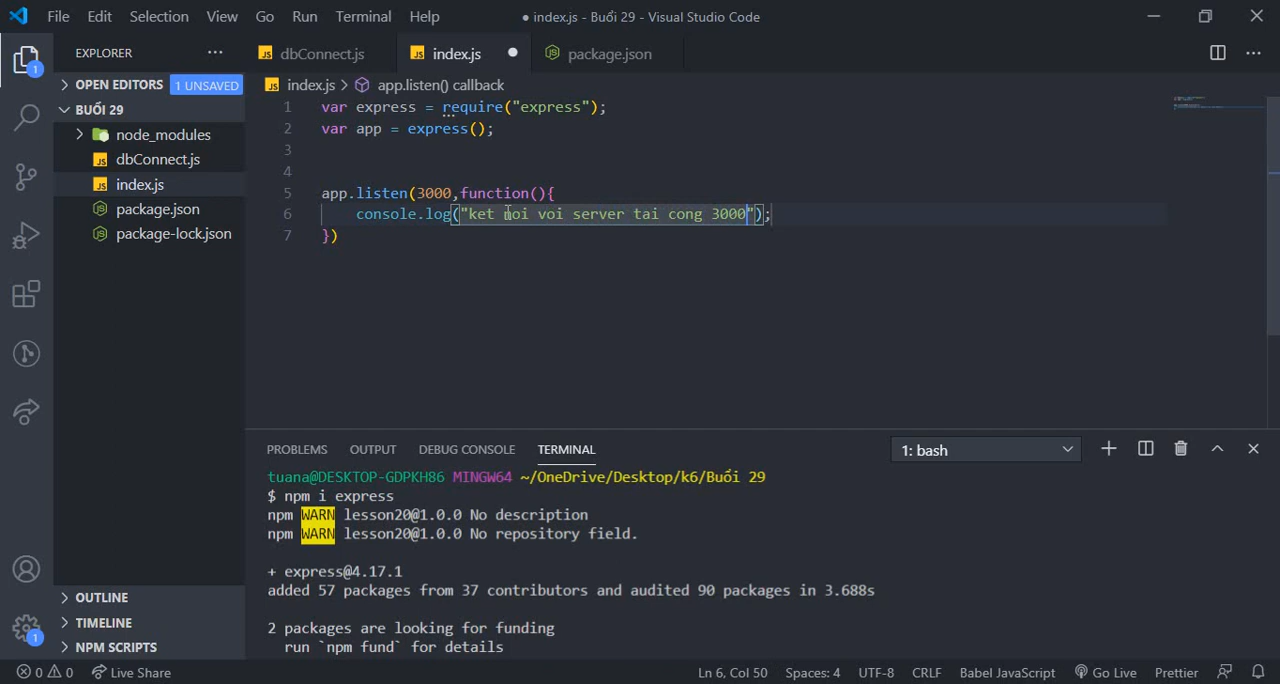 File Edit Selection View Go Run Terminal Help
● index.js - Buổi 29 - Visual Studio Code
EXPLORER
dbConnect.js
index.js
package.json
OPEN EDITORS
1 UNSAVED
index.js > app.listen() callback
BUỔI 29
node_modules
dbConnect.js
index.js
package.json
package-lock.json
1 var express = require("express");
2 var app = express();
3
4
5 app.listen(3000,function(){
6 console.log("ket noi voi server tai cong 3000");
7 })
1
PROBLEMS OUTPUT DEBUG CONSOLE TERMINAL
1: bash
tuana@DESKTOP-GDPKH86 MINGW64 ~/OneDrive/Desktop/k6/Buổi 29
$ npm i express
npm WARN lesson20@1.0.0 No description
npm WARN lesson20@1.0.0 No repository field.
+ express@4.17.1
added 57 packages from 37 contributors and audited 90 packages in 3.688s
2 packages are looking for funding
run `npm fund` for details
OUTLINE
TIMELINE
NPM SCRIPTS
1
0 0 Live Share
Ln 6, Col 50 Spaces: 4 UTF-8 CRLF Babel JavaScript Go Live Prettier